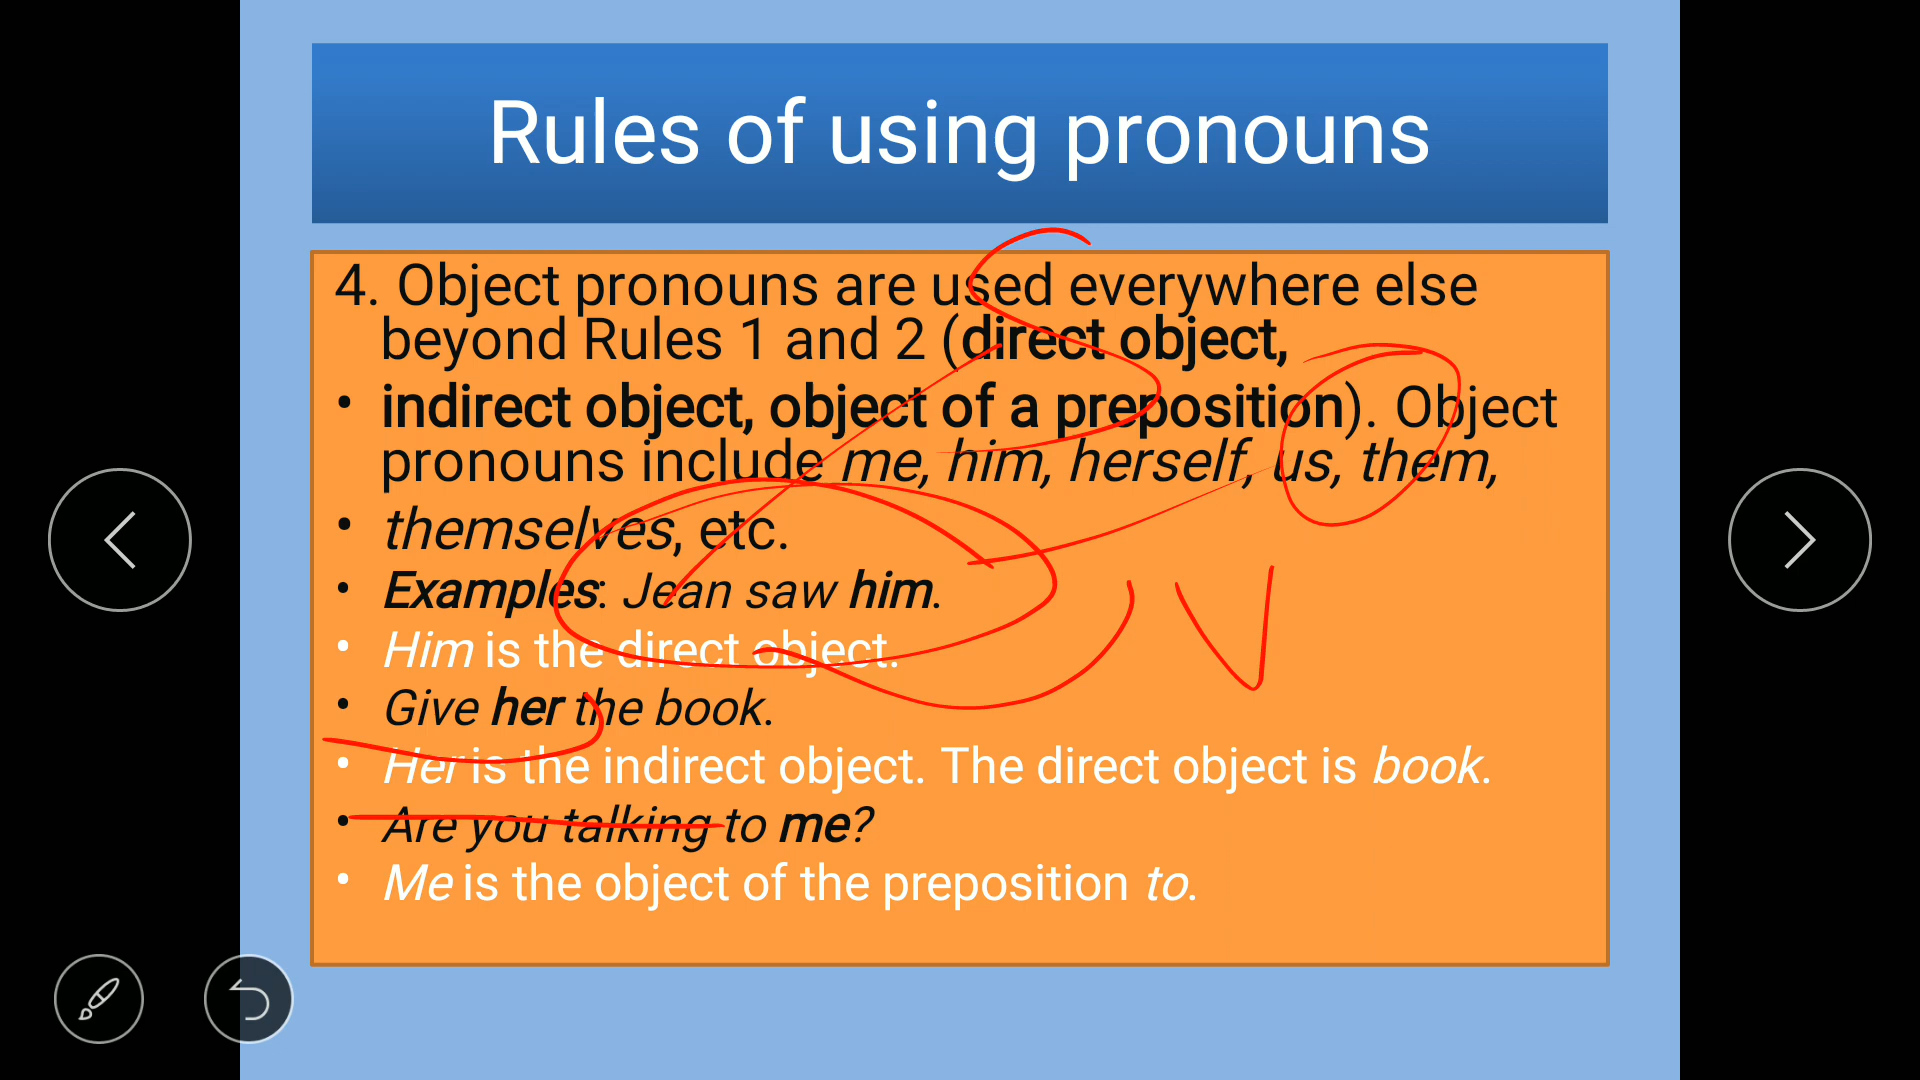 Rules of using pronouns
4. Object pronouns are used everywhere else
beyond Rules 1 and 2 (direct object,
• indirect object, object of a preposition). Object
pronouns include me, him, herself, us, them,
• themselves, etc.
• Examples: Jean saw him.
• Him is the direct object.
• Give her the book.
• Her is the indirect object. The direct object is book.
• Are you talking to me?
• Me is the object of the preposition to.